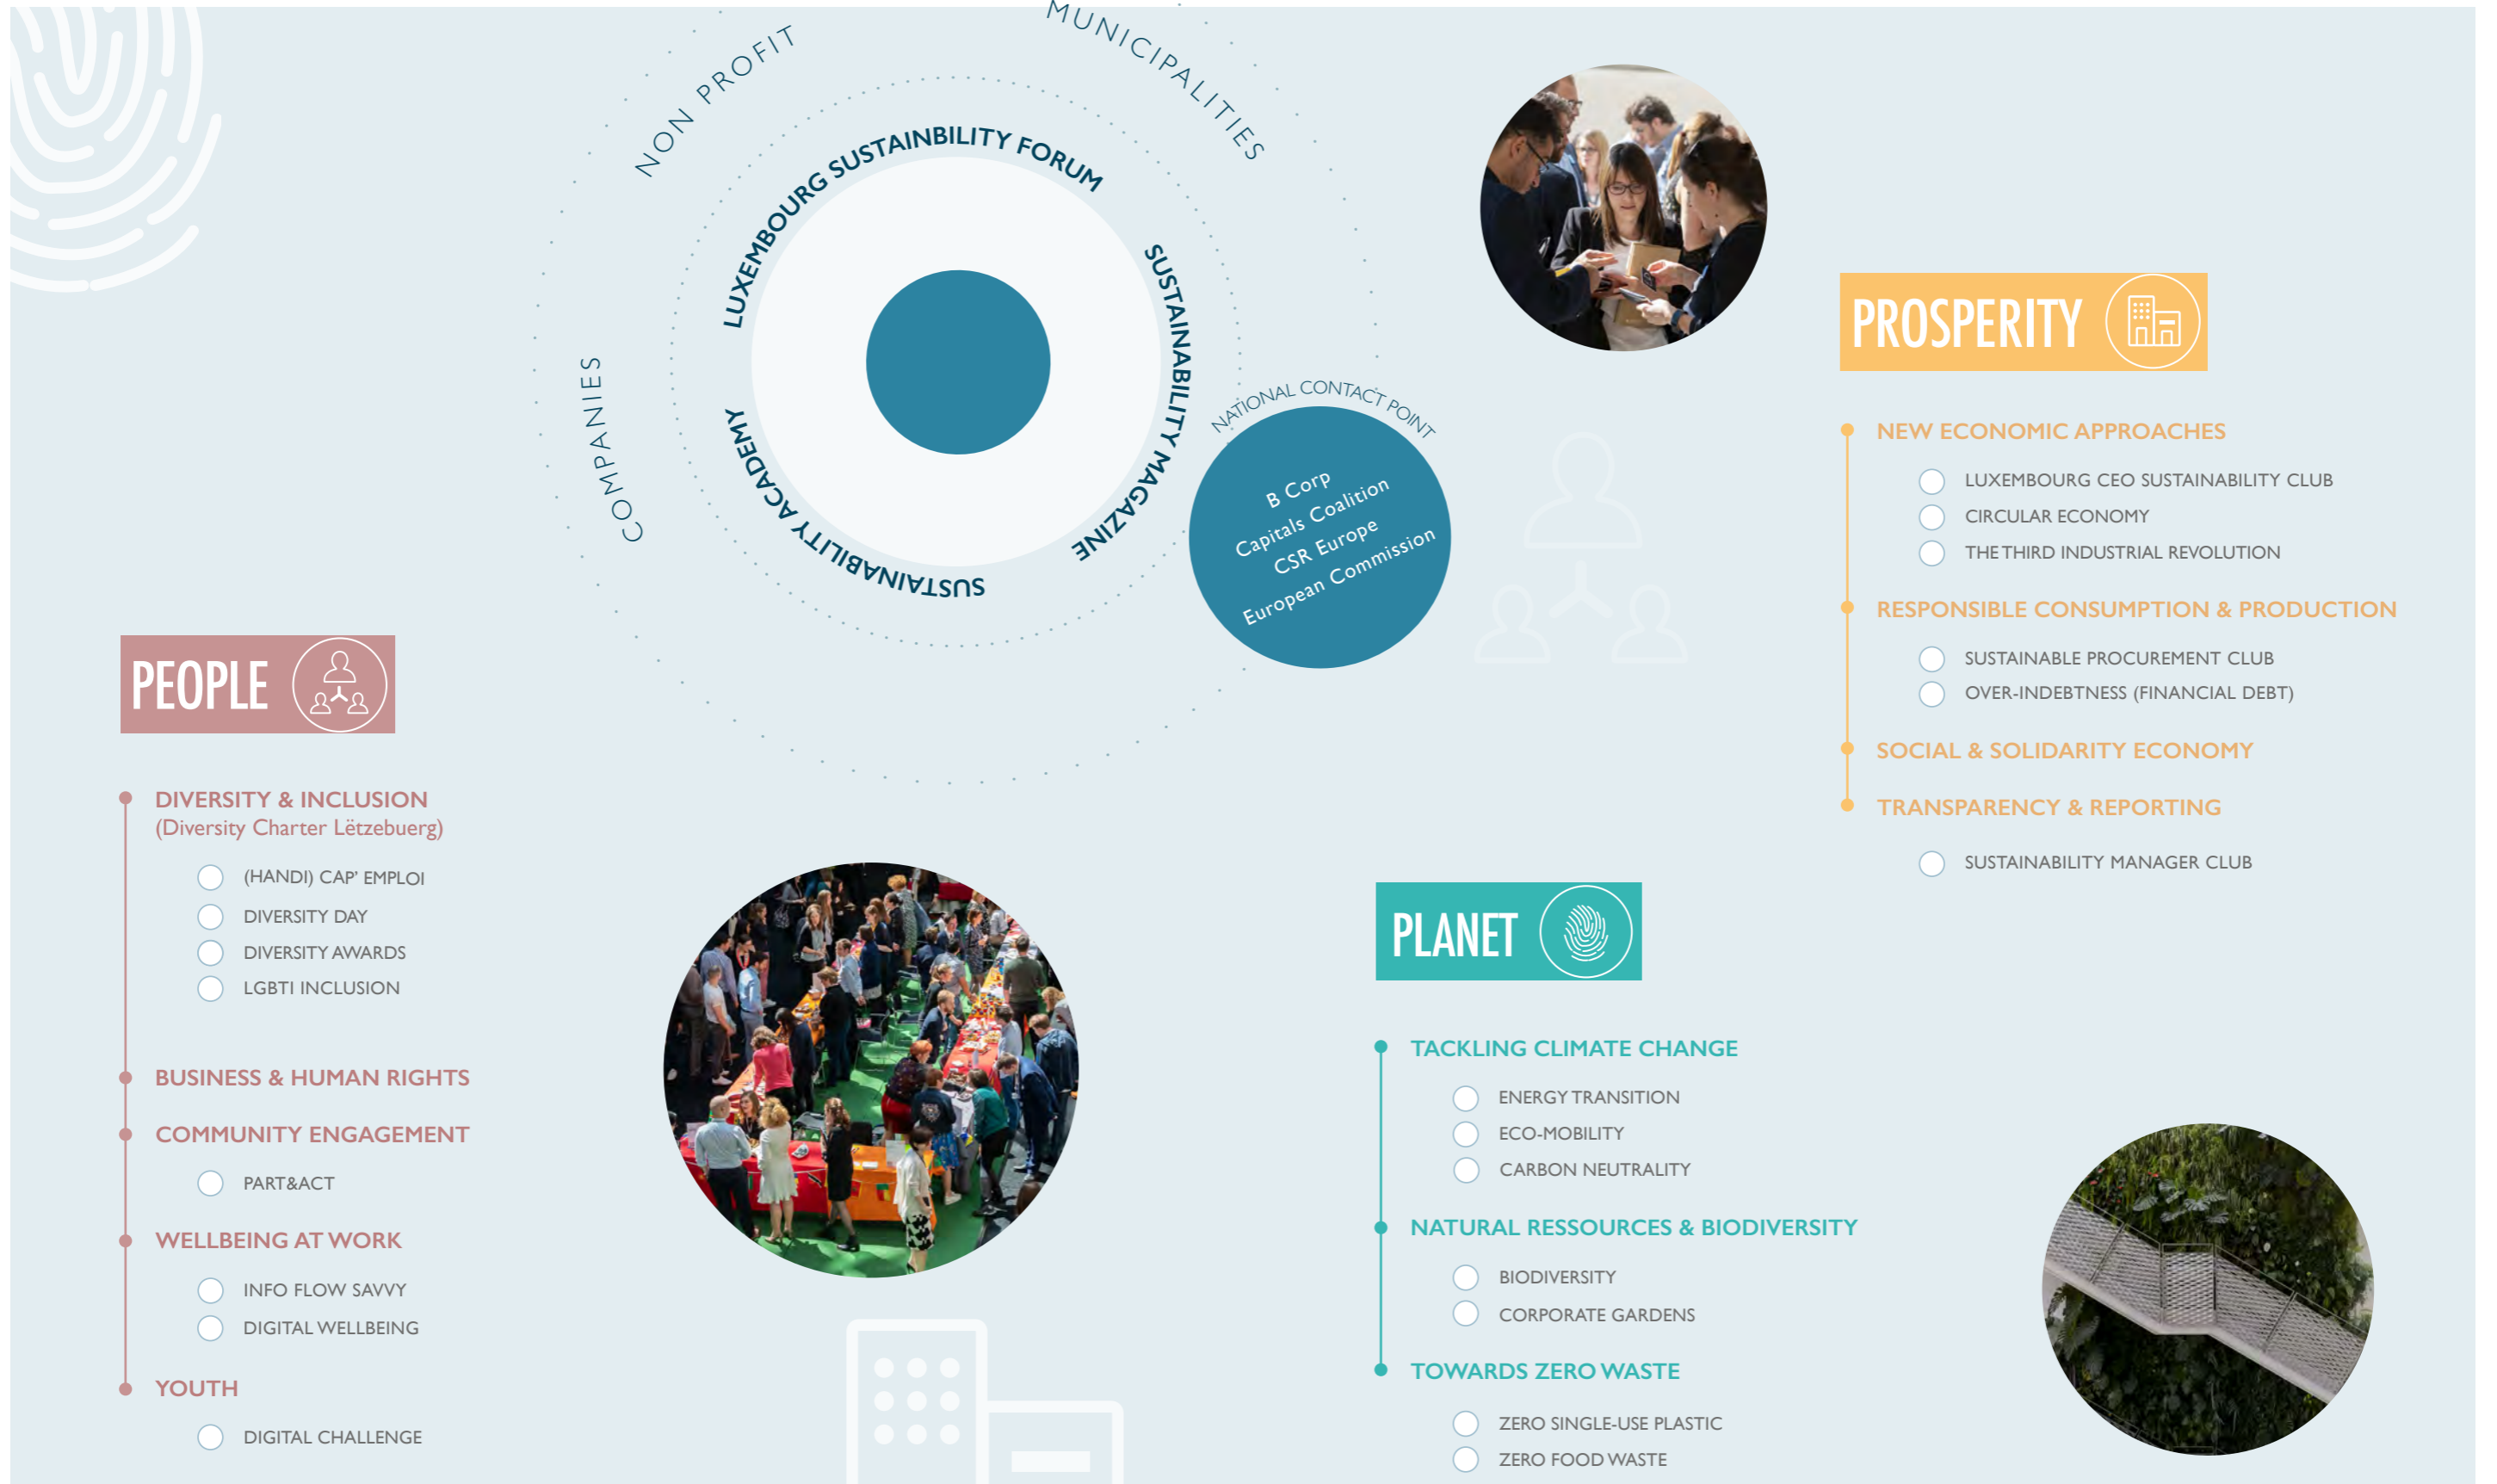 NON PROFIT
MUNICIPALITIES
COMPANIES
LUXEMBOURG SUSTAINBILITY FORUM
SUSTAINABILITY MAGAZINE
SUSTAINABILITY ACADEMY
NATIONAL CONTACT POINT
B Corp
Capitals Coalition
CSR Europe
European Commission
PEOPLE
DIVERSITY & INCLUSION
(Diversity Charter Lëtzebuerg)
(HANDI) CAP’ EMPLOI
DIVERSITY DAY
DIVERSITY AWARDS
LGBTI INCLUSION
BUSINESS & HUMAN RIGHTS
COMMUNITY ENGAGEMENT
PART&ACT
WELLBEING AT WORK
INFO FLOW SAVVY
DIGITAL WELLBEING
YOUTH
DIGITAL CHALLENGE
PROSPERITY
NEW ECONOMIC APPROACHES
LUXEMBOURG CEO SUSTAINABILITY CLUB
CIRCULAR ECONOMY
THE THIRD INDUSTRIAL REVOLUTION
RESPONSIBLE CONSUMPTION & PRODUCTION
SUSTAINABLE PROCUREMENT CLUB
OVER-INDEBTNESS (FINANCIAL DEBT)
SOCIAL & SOLIDARITY ECONOMY
TRANSPARENCY & REPORTING
SUSTAINABILITY MANAGER CLUB
PLANET
TACKLING CLIMATE CHANGE
ENERGY TRANSITION
ECO-MOBILITY
CARBON NEUTRALITY
NATURAL RESSOURCES & BIODIVERSITY
BIODIVERSITY
CORPORATE GARDENS
TOWARDS ZERO WASTE
ZERO SINGLE-USE PLASTIC
ZERO FOOD WASTE